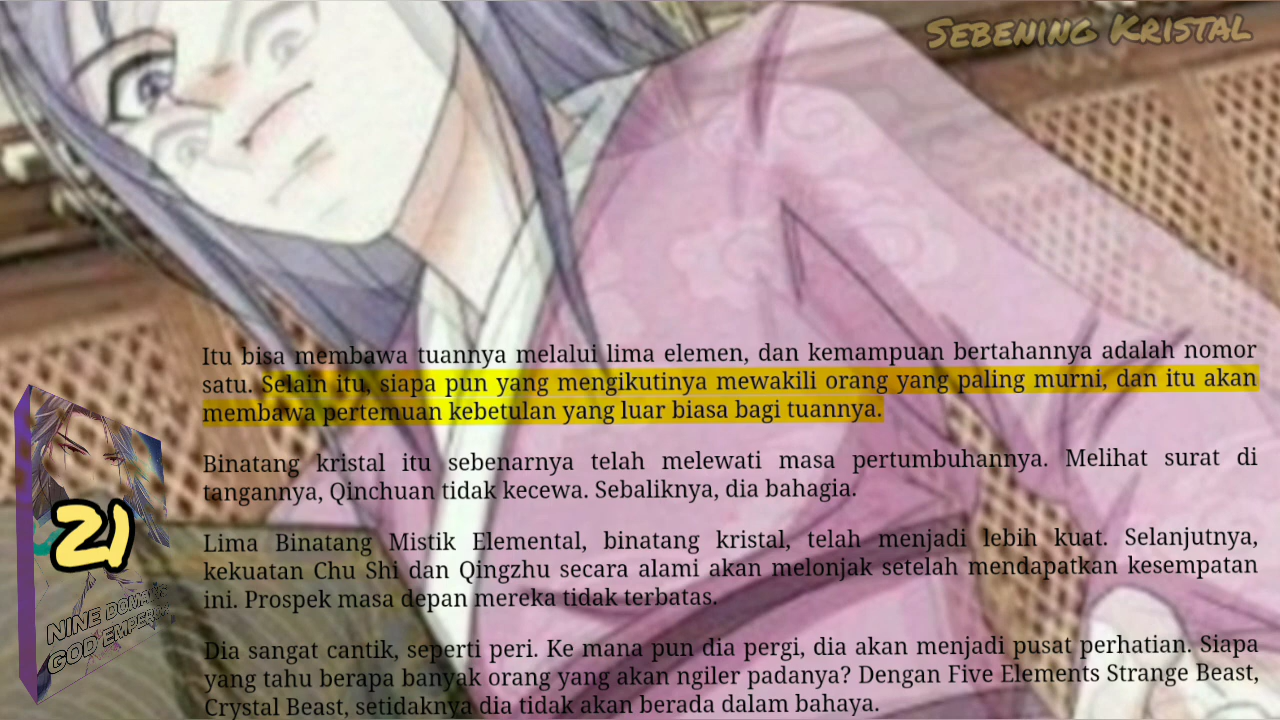 Sebening Kristal
Itu bisa membawa tuannya melalui lima elemen, dan kemampuan bertahannya adalah nomor
satu. Selain itu, siapa pun yang mengikutinya mewakili orang yang paling murni, dan itu akan
membawa pertemuan kebetulan yang luar biasa bagi tuannya.
Binatang kristal itu sebenarnya telah melewati masa pertumbuhannya. Melihat surat di
tangannya, Qinchuan tidak kecewa. Sebaliknya, dia bahagia.
Lima Binatang Mistik Elemental, binatang kristal, telah menjadi lebih kuat. Selanjutnya,
kekuatan Chu Shi dan Qingzhu secara alami akan melonjak setelah mendapatkan kesempatan
ini. Prospek masa depan mereka tidak terbatas.
Dia sangat cantik, seperti peri. Ke mana pun dia pergi, dia akan menjadi pusat perhatian. Siapa
yang tahu berapa banyak orang yang akan ngiler padanya? Dengan Five Elements Strange Beast,
Crystal Beast, setidaknya dia tidak akan berada dalam bahaya.
21
NINE DOMAINS
GOD EMPEROR